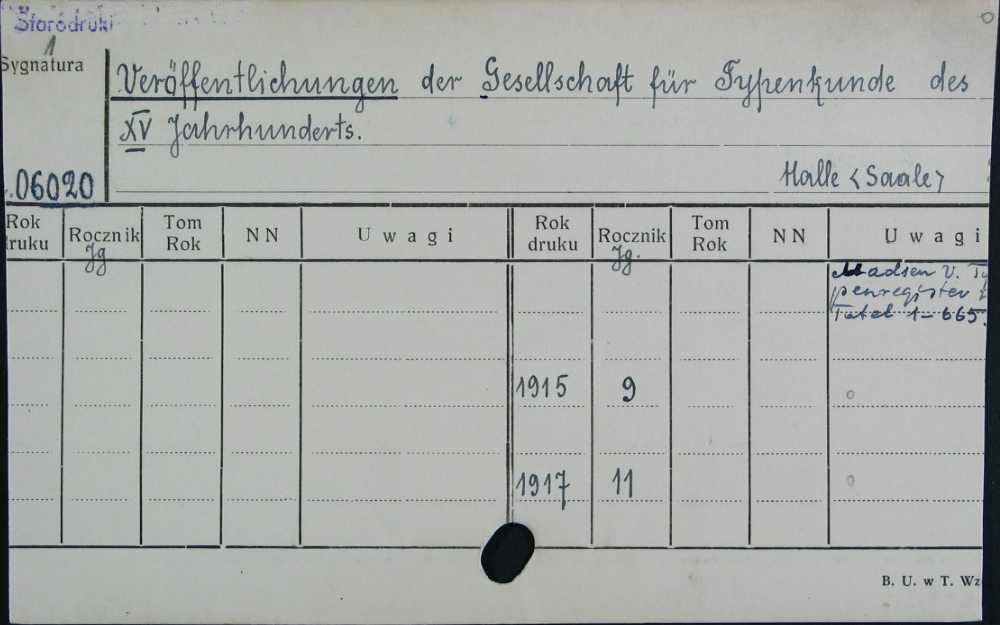 Starodruki
1
Sygnatura
Veröffentlichungen der Gesellschaft für Typenkunde des
XV Jahrhunderts.
Halle <Saale>
06020
Rok druku Rocznik Tom Rok NN Uwagi Rok druku Rocznik Tom Rok NN Uwagi
Jg Jg.
Madsen V. Ty
penregister
Tafel 1-665.
1915 9
1917 11
B. U. w T. Wz